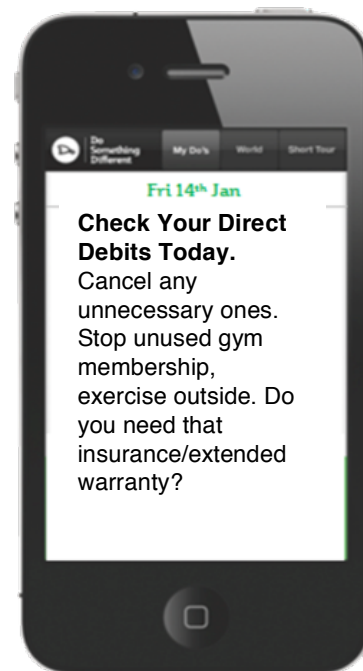 Do
Something
Different
My Do's
World
Short Tour
Fri 14th Jan
Check Your Direct
Debits Today.
Cancel any
unnecessary ones.
Stop unused gym
membership,
exercise outside. Do
you need that
insurance/extended
warranty?